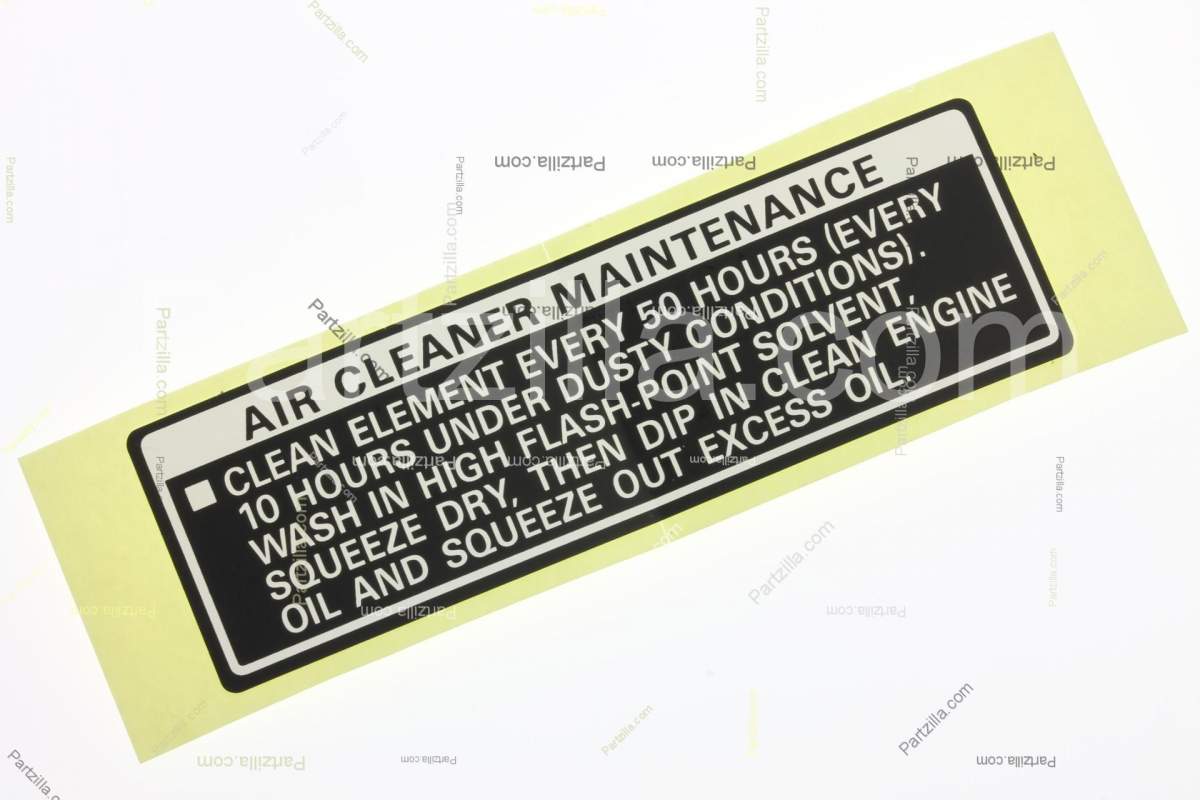 AIR CLEANER MAINTENANCE
■ CLEAN ELEMENT EVERY 50 HOURS (EVERY
10 HOURS UNDER DUSTY CONDITIONS).
WASH IN HIGH FLASH-POINT SOLVENT,
SQUEEZE DRY, THEN DIP IN CLEAN ENGINE
OIL AND SQUEEZE OUT EXCESS OIL.
Partzilla.com